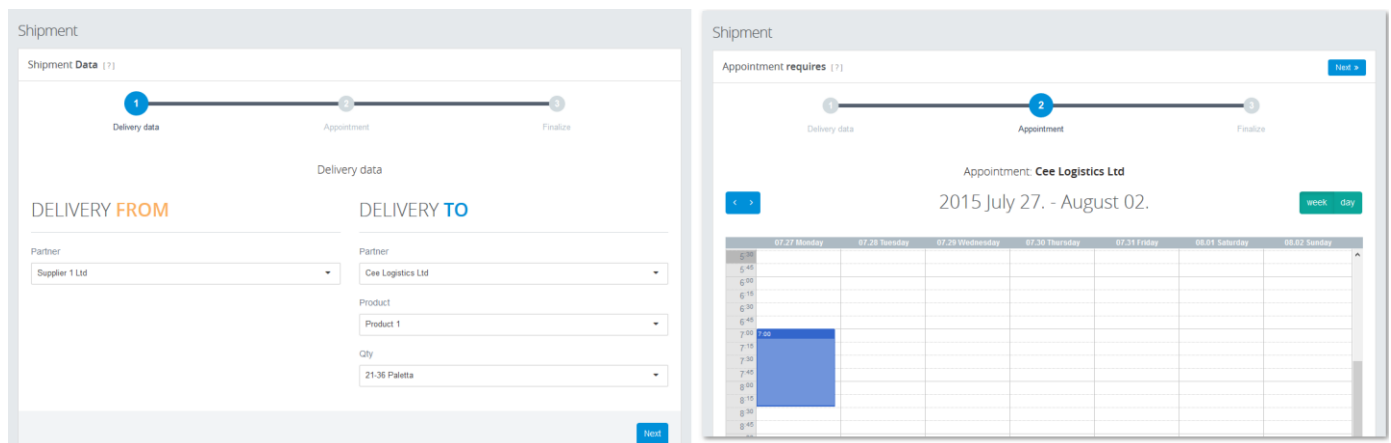 Shipment
Shipment Data [?]
1
2
3
Delivery data
Appointment
Finalize
Delivery data
DELIVERY FROM
DELIVERY TO
Partner
Partner
Supplier 1 Ltd
Cee Logistics Ltd
Product
Product 1
Qty
21-36 Paletta
Next
Shipment
Appointment requires [?]
Next »
1
2
3
Delivery data
Appointment
Finalize
Appointment: Cee Logistics Ltd
< >
2015 July 27. - August 02.
week day
07.27 Monday 07.28 Tuesday 07.29 Wednesday 07.30 Thursday 07.31 Friday 08.01 Saturday 08.02 Sunday
5:30
5:45
6:00
6:15
6:30
6:45
7:00 7:00
7:15
7:30
7:45
8:00
8:15
8:30
8:45